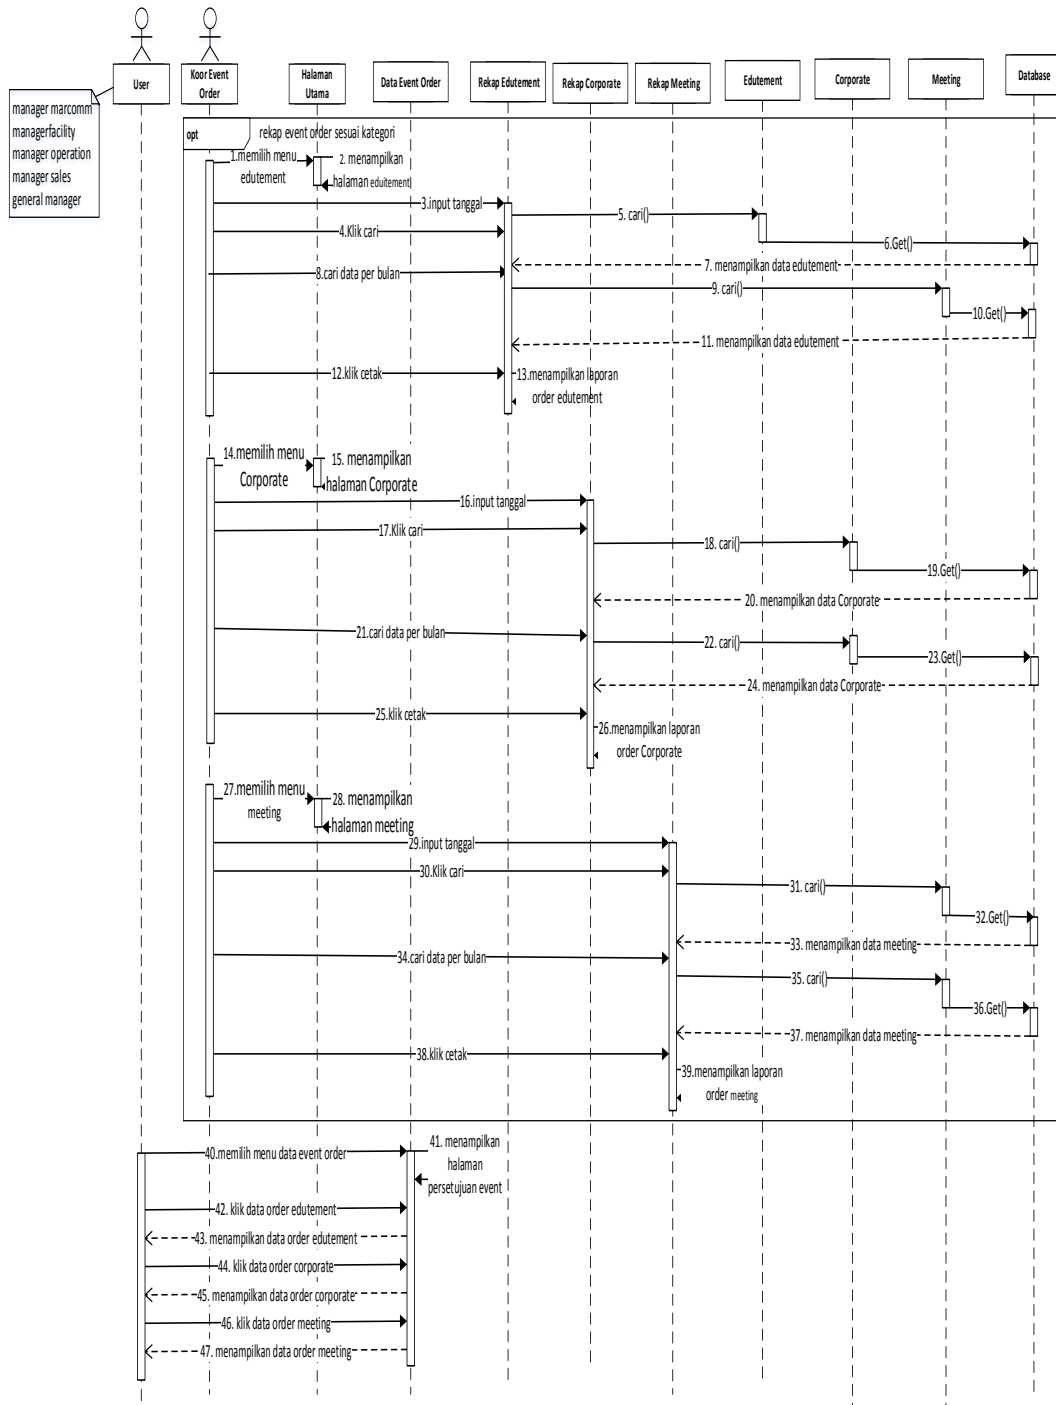 User
Koor Event
Order
Halaman
Utama
Data Event Order
Rekap Edutement
Rekap Corporate
Rekap Meeting
Edutement
Corporate
Meeting
Database
manager marcomm
managerfacility
manager operation
manager sales
general manager
opt
rekap event order sesuai kategori
1.memilih menu
edutement
2. menampilkan
halaman eduitement
3.input tanggal
4.Klik cari
5. cari()
6.Get()
7. menampilkan data edutement
8.cari data per bulan
9. cari()
10.Get()
11. menampilkan data edutement
12.klik cetak
13.menampilkan laporan
order edutement
14.memilih menu
Corporate
15. menampilkan
halaman Corporate
16.input tanggal
17.Klik cari
18. cari()
19.Get()
20. menampilkan data Corporate
21.cari data per bulan
22. cari()
23.Get()
24. menampilkan data Corporate
25.klik cetak
26.menampilkan laporan
order Corporate
27.memilih menu
meeting
28. menampilkan
halaman meeting
29.input tanggal
30.Klik cari
31. cari()
32.Get()
33. menampilkan data meeting
34.cari data per bulan
35. cari()
36.Get()
37. menampilkan data meeting
38.klik cetak
39.menampilkan laporan
order meeting
40.memilih menu data event order
41. menampilkan
halaman
persetujuan event
42. klik data order edutement
43. menampilkan data order edutement
44. klik data order corporate
45. menampilkan data order corporate
46. klik data order meeting
47. menampilkan data order meeting